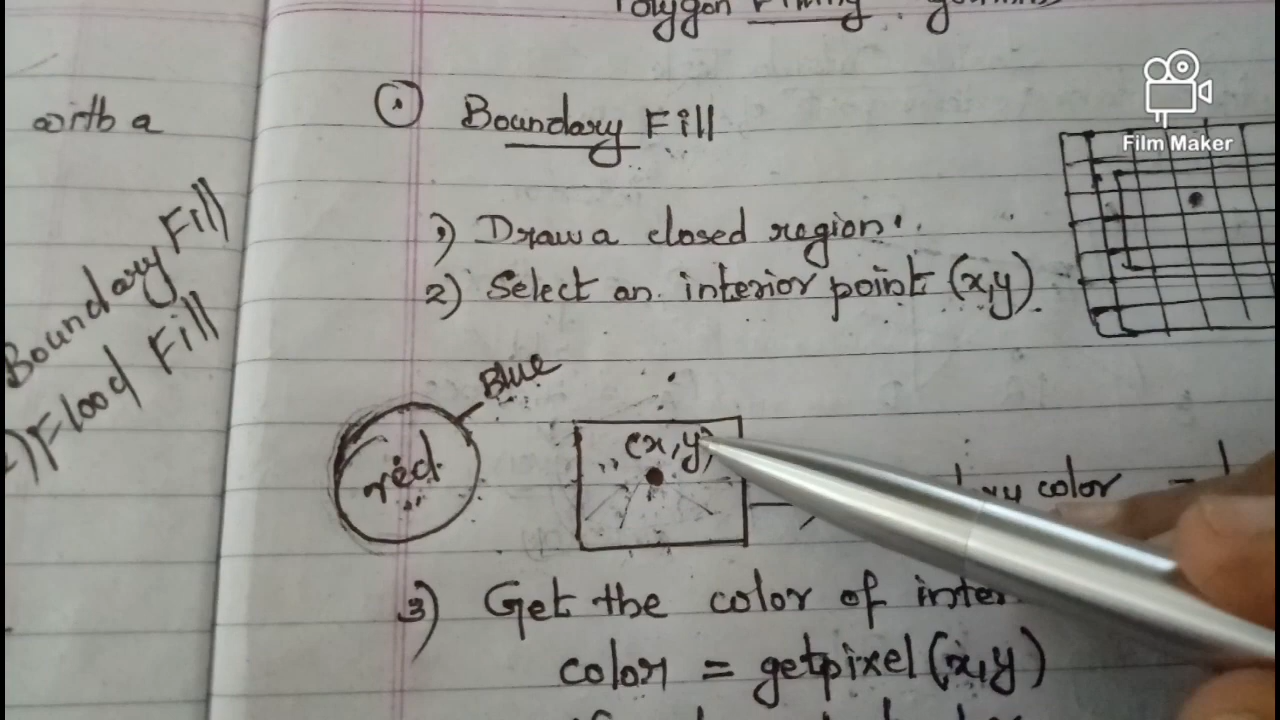 Polygon Filling
① Boundary Fill
with a
Boundary Fill
Flood Fill
1) Draw a closed region.
2) Select an interior point (x,y)
Blue
red
(x,y)
color
3) Get the color of inter
color = getpixel(x,y)
Film Maker